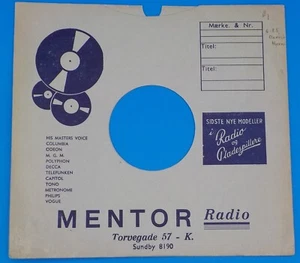 Mærke. & Nr.
Titel:
Titel:
SIDSTE NYE MODELLER
i Radio
og
Pladespillere
HIS MASTERS VOICE
COLUMBIA
ODEON
M. G. M.
POLYPHON
DECCA
TELEFUNKEN
CAPITOL
TONO
METRONOME
PHILIPS
VOGUE
MENTOR Radio
Torvegade 57 - K.
Sundby 8190